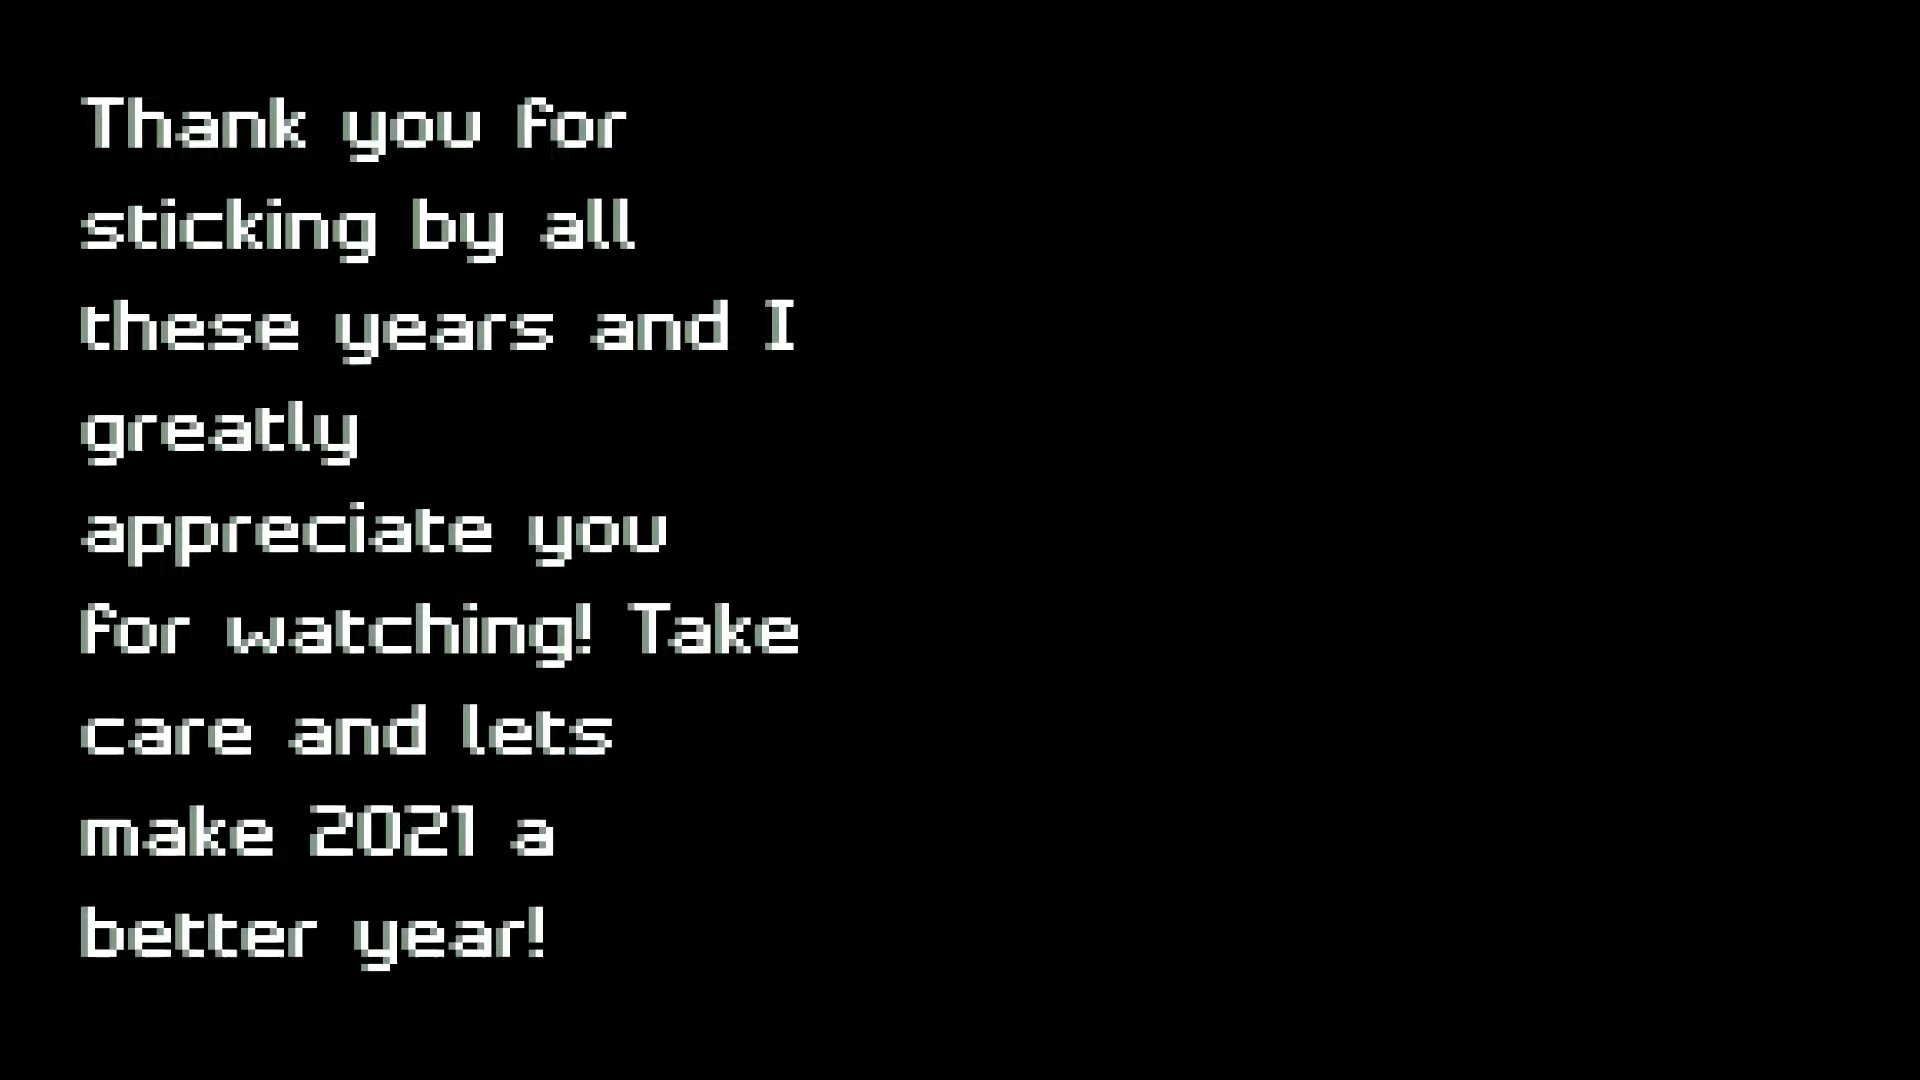 Thank you for
sticking by all
these years and I
greatly
appreciate you
for watching! Take
care and lets
make 2021 a
better year!